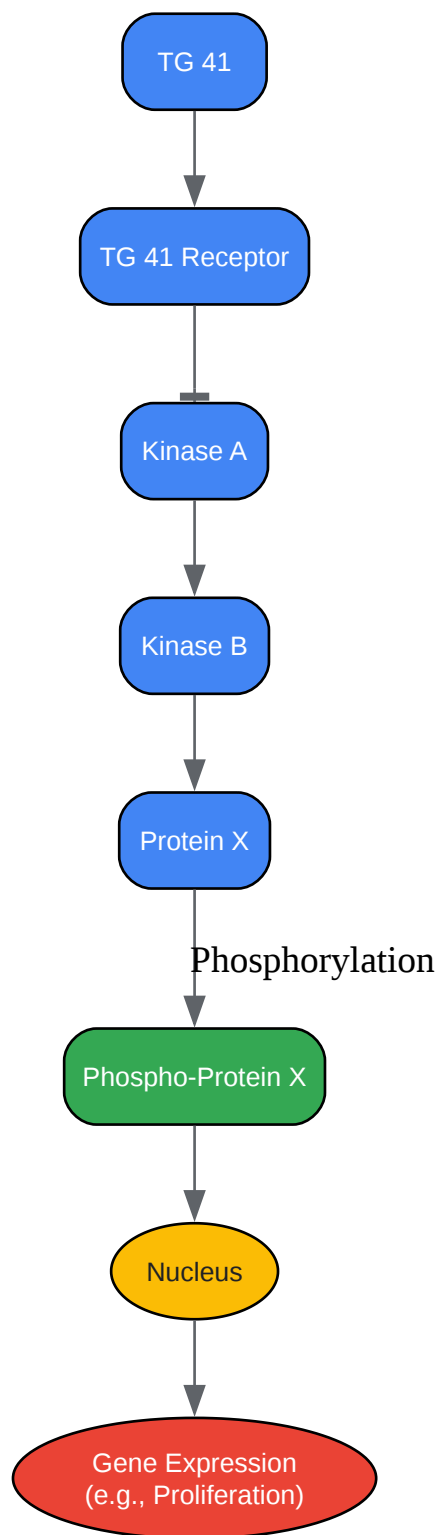 TG 41
TG 41 Receptor
Kinase A
Kinase B
Protein X
Phosphorylation
Phospho-Protein X
Nucleus
Gene Expression
(e.g., Proliferation)